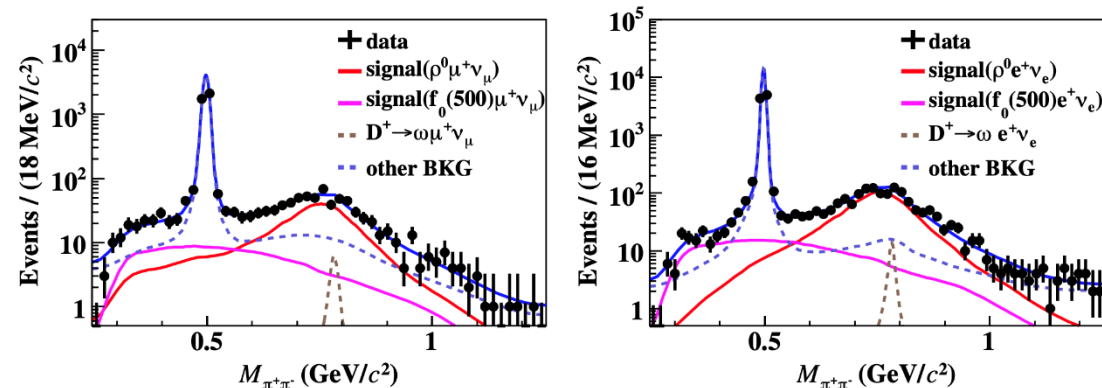 Events / (18 MeV/c²)
10⁴
10³
10²
10
1
data
signal(ρ⁰μ⁺ν_μ)
signal(f₀(500)μ⁺ν_μ)
D⁺→ωμ⁺ν_μ
other BKG
0.5
1
M_π⁺π⁻ (GeV/c²)
Events / (16 MeV/c²)
10⁵
10⁴
10³
10²
10
1
data
signal(ρ⁰e⁺ν_e)
signal(f₀(500)e⁺ν_e)
D⁺→ω e⁺ν_e
other BKG
0.5
1
M_π⁺π⁻ (GeV/c²)